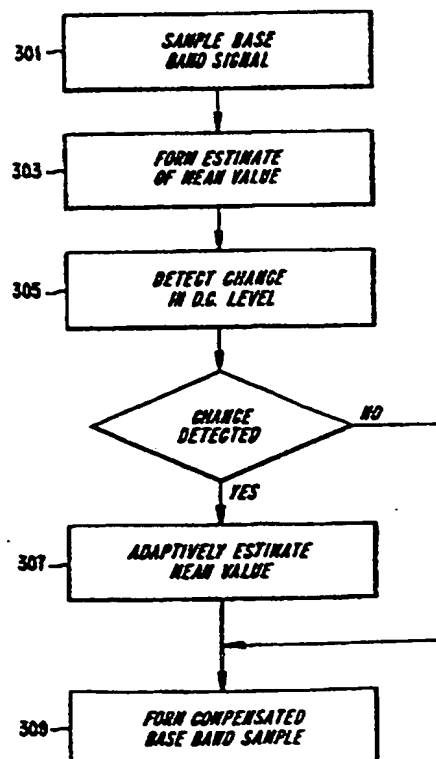 301
SAMPLE BASE
BAND SIGNAL
303
FORM ESTIMATE
OF MEAN VALUE
305
DETECT CHANGE
IN D.C. LEVEL
CHANGE
DETECTED
NO
YES
307
ADAPTIVELY ESTIMATE
MEAN VALUE
309
FORM COMPENSATED
BASE BAND SAMPLE